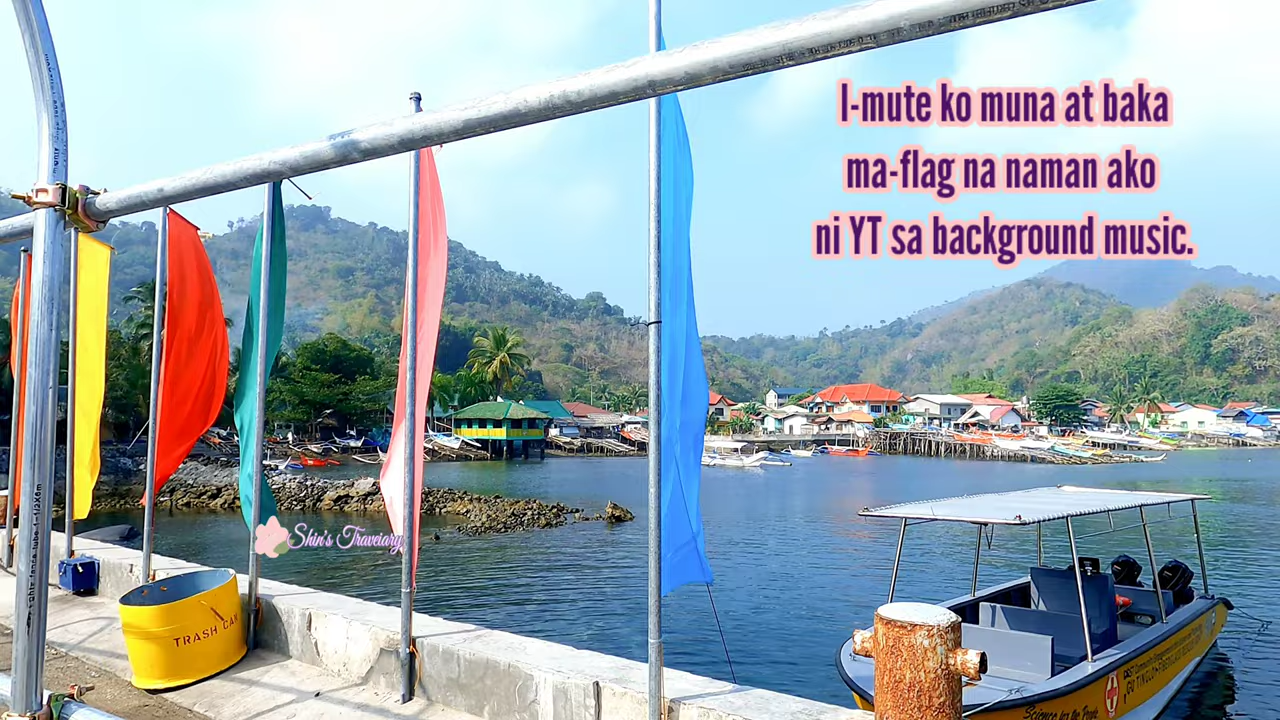 I-mute ko muna at baka
ma-flag na naman ako
ni YT sa background music.
Shin's Traveiary
TRASH CAN
Science for the People